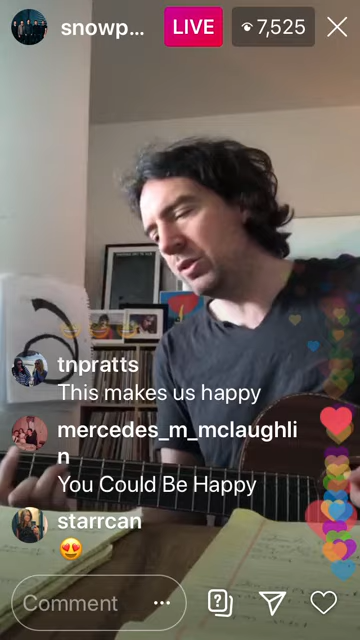 snowp...
LIVE
7,525
tnpratts
This makes us happy
mercedes_m_mclaughli
n
You Could Be Happy
starrcan
😍
Comment